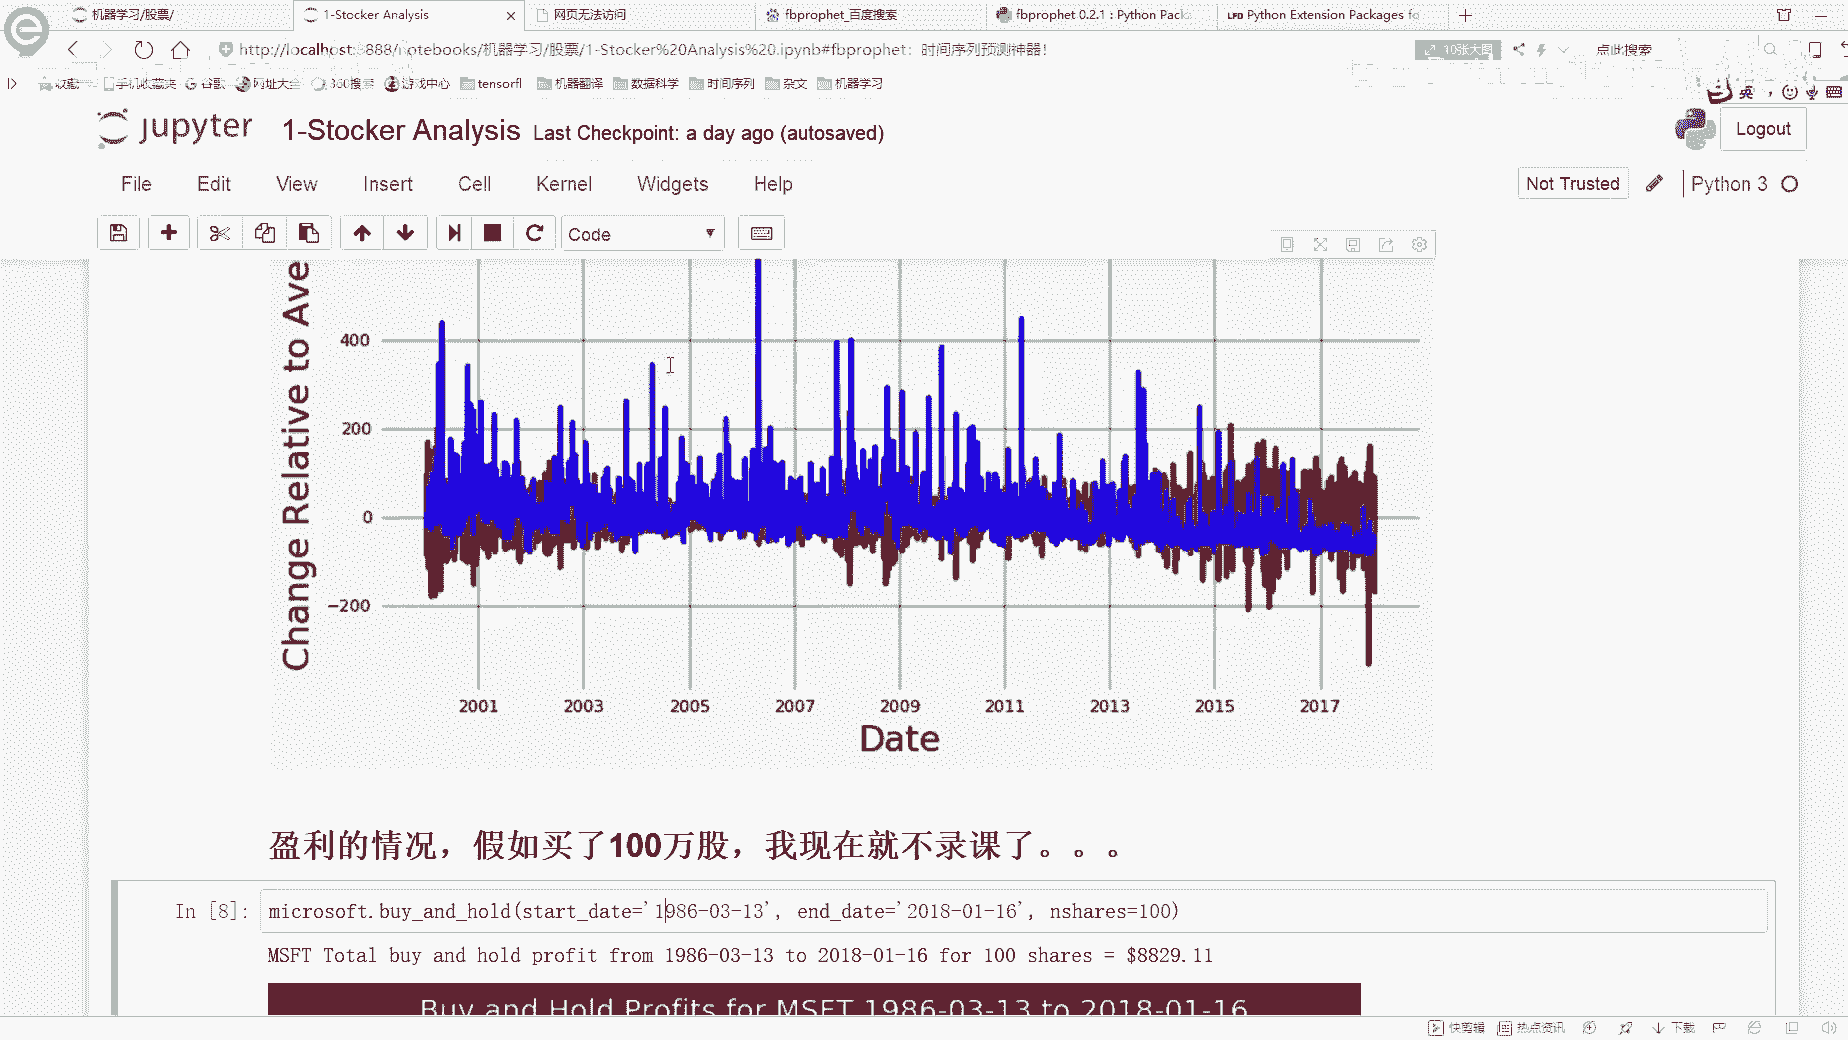 机器学习/股票/
1-Stocker Analysis
网页无法访问
fbprophet_百度搜索
fbprophet 0.2.1 : Python Pack
LFD Python Extension Packages fo
http://localhost:8888/notebooks/机器学习/股票/1-Stocker%20Analysis%20.ipynb#fbprophet：时间序列预测神器!
10张大图
点此搜索
收藏 手机收藏夹 谷歌 网址大全 360搜索 游戏中心 tensorfl 机器翻译 数据科学 时间序列 杂文 机器学习
英
jupyter 1-Stocker Analysis Last Checkpoint: a day ago (autosaved)
Logout
File Edit View Insert Cell Kernel Widgets Help
Not Trusted
Python 3
Code
Change Relative to Ave
400
200
0
-200
2001 2003 2005 2007 2009 2011 2013 2015 2017
Date
盈利的情况，假如买了100万股，我现在就不录课了。。。
In [8]: microsoft.buy_and_hold(start_date='1986-03-13', end_date='2018-01-16', nshares=100)
MSFT Total buy and hold profit from 1986-03-13 to 2018-01-16 for 100 shares = $8829.11
Buy and Hold Profits for MSFT 1986-03-13 to 2018-01-16
快剪辑 热点资讯 下载